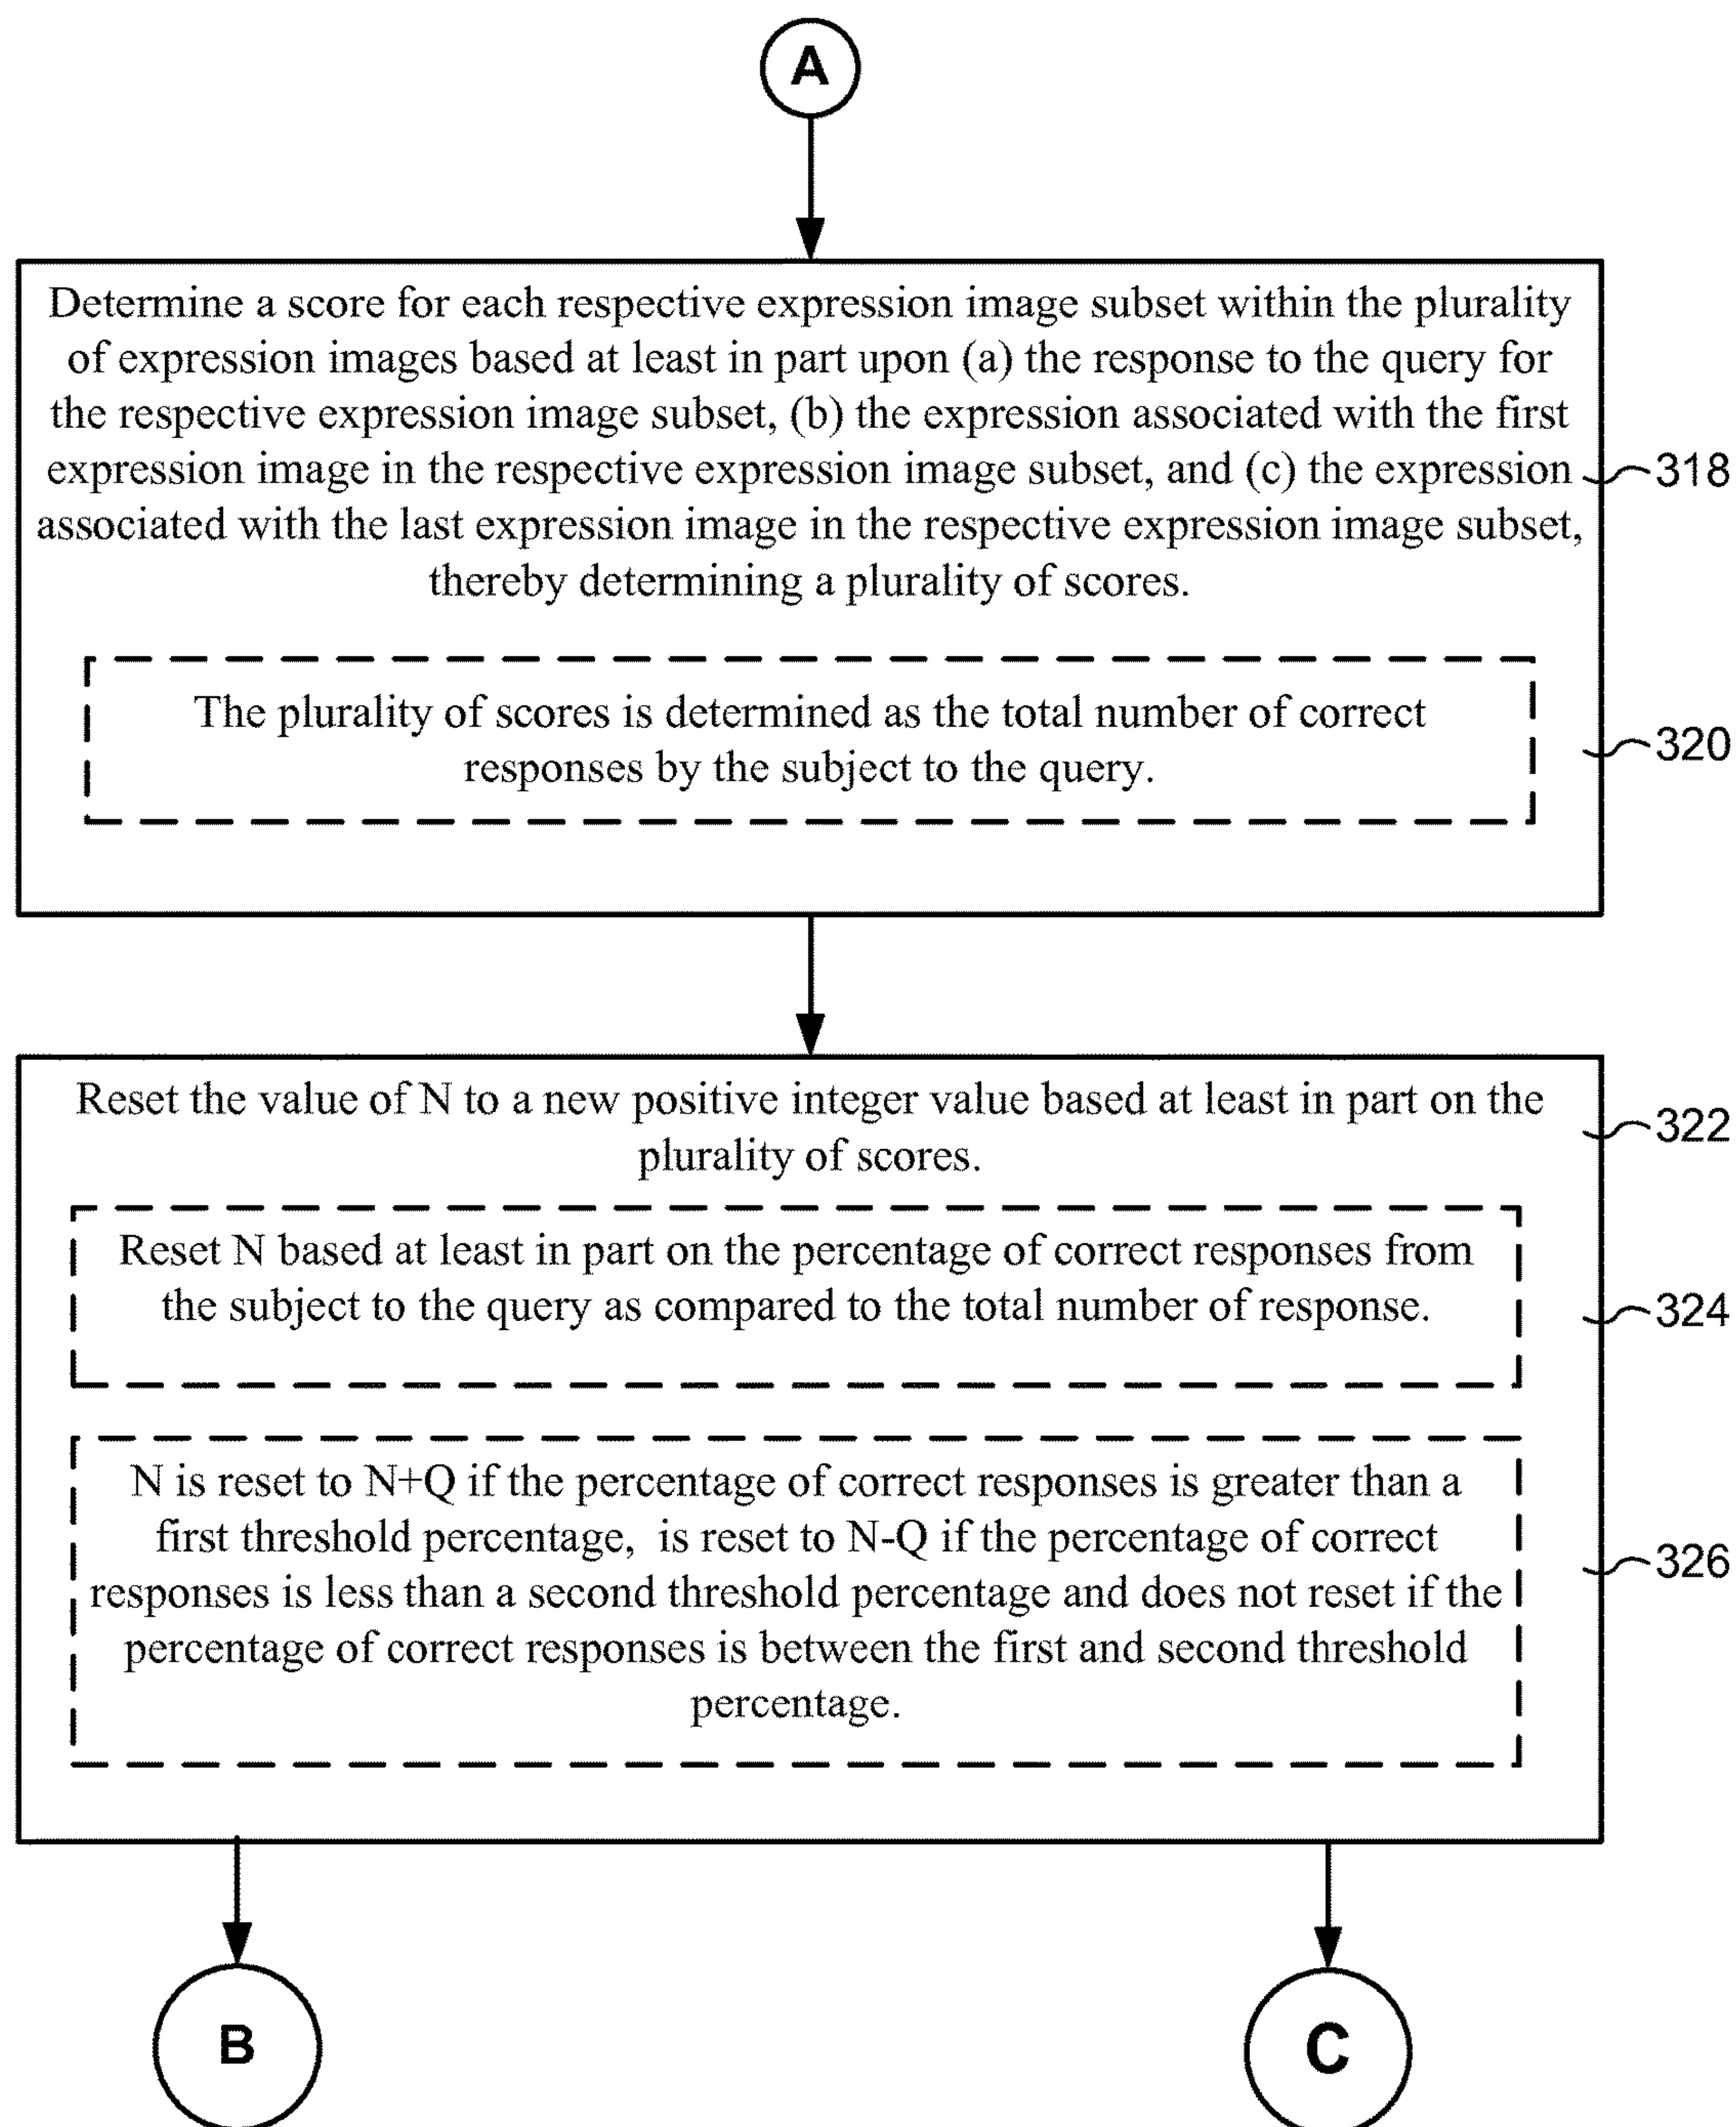 A
Determine a score for each respective expression image subset within the plurality
of expression images based at least in part upon (a) the response to the query for
the respective expression image subset, (b) the expression associated with the first
expression image in the respective expression image subset, and (c) the expression
associated with the last expression image in the respective expression image subset,
thereby determining a plurality of scores.
318
The plurality of scores is determined as the total number of correct
responses by the subject to the query.
320
Reset the value of N to a new positive integer value based at least in part on the
plurality of scores.
322
Reset N based at least in part on the percentage of correct responses from
the subject to the query as compared to the total number of response.
324
N is reset to N+Q if the percentage of correct responses is greater than a
first threshold percentage, is reset to N-Q if the percentage of correct
responses is less than a second threshold percentage and does not reset if the
percentage of correct responses is between the first and second threshold
percentage.
326
B
C